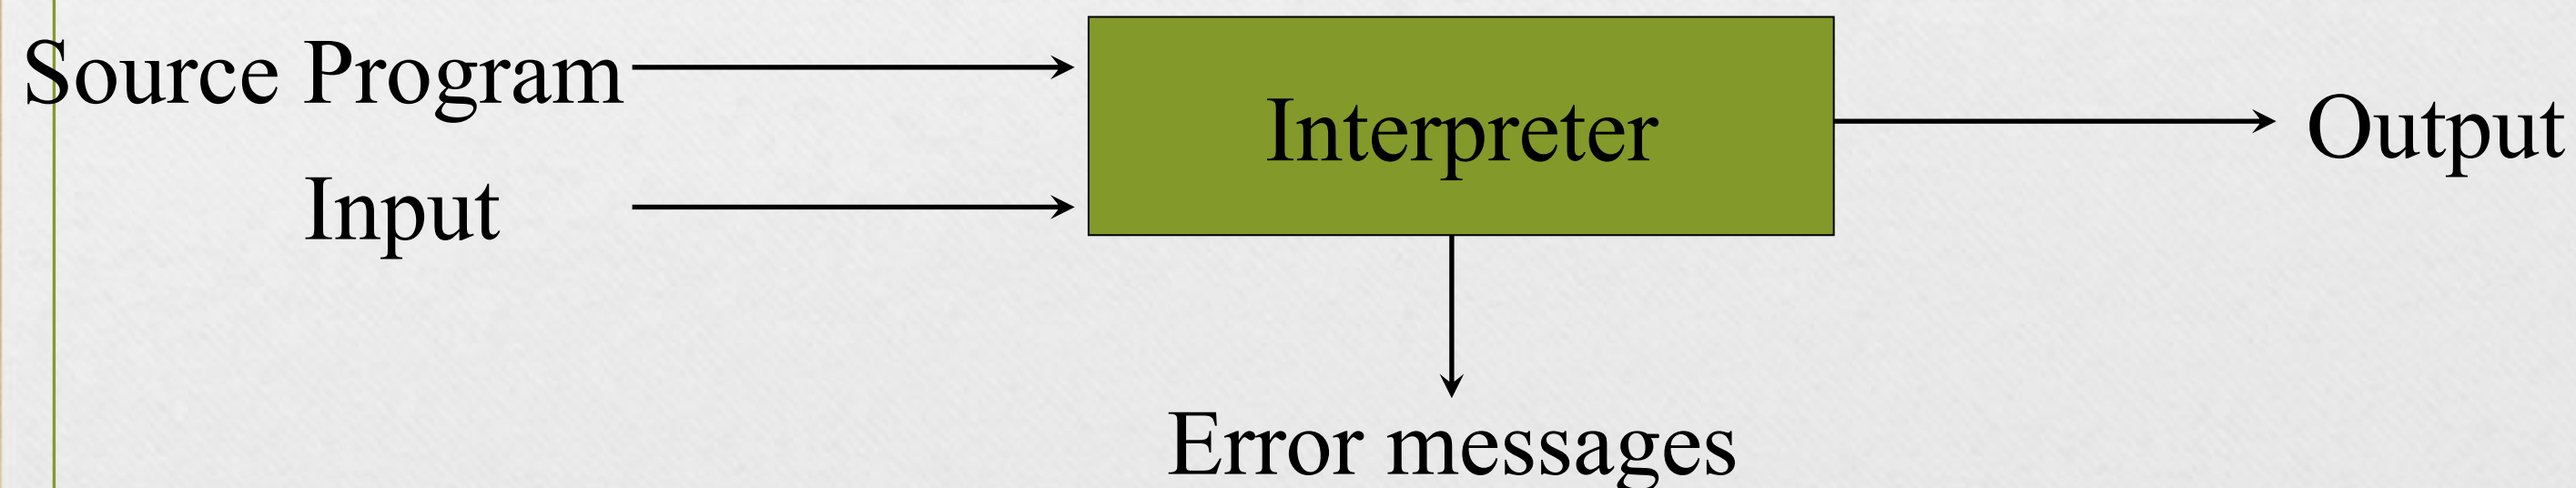 Source Program
Input
Interpreter
Output
Error messages